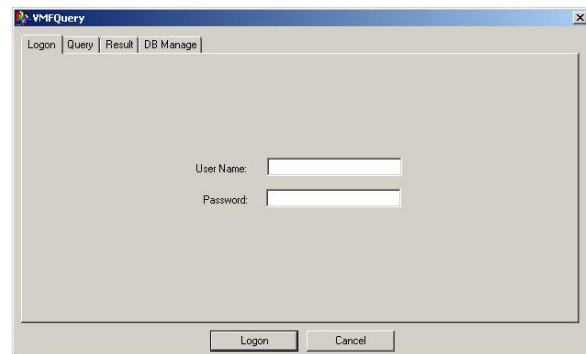 VMFQuery
Logon Query Result DB Manage
User Name:
Password:
Logon Cancel